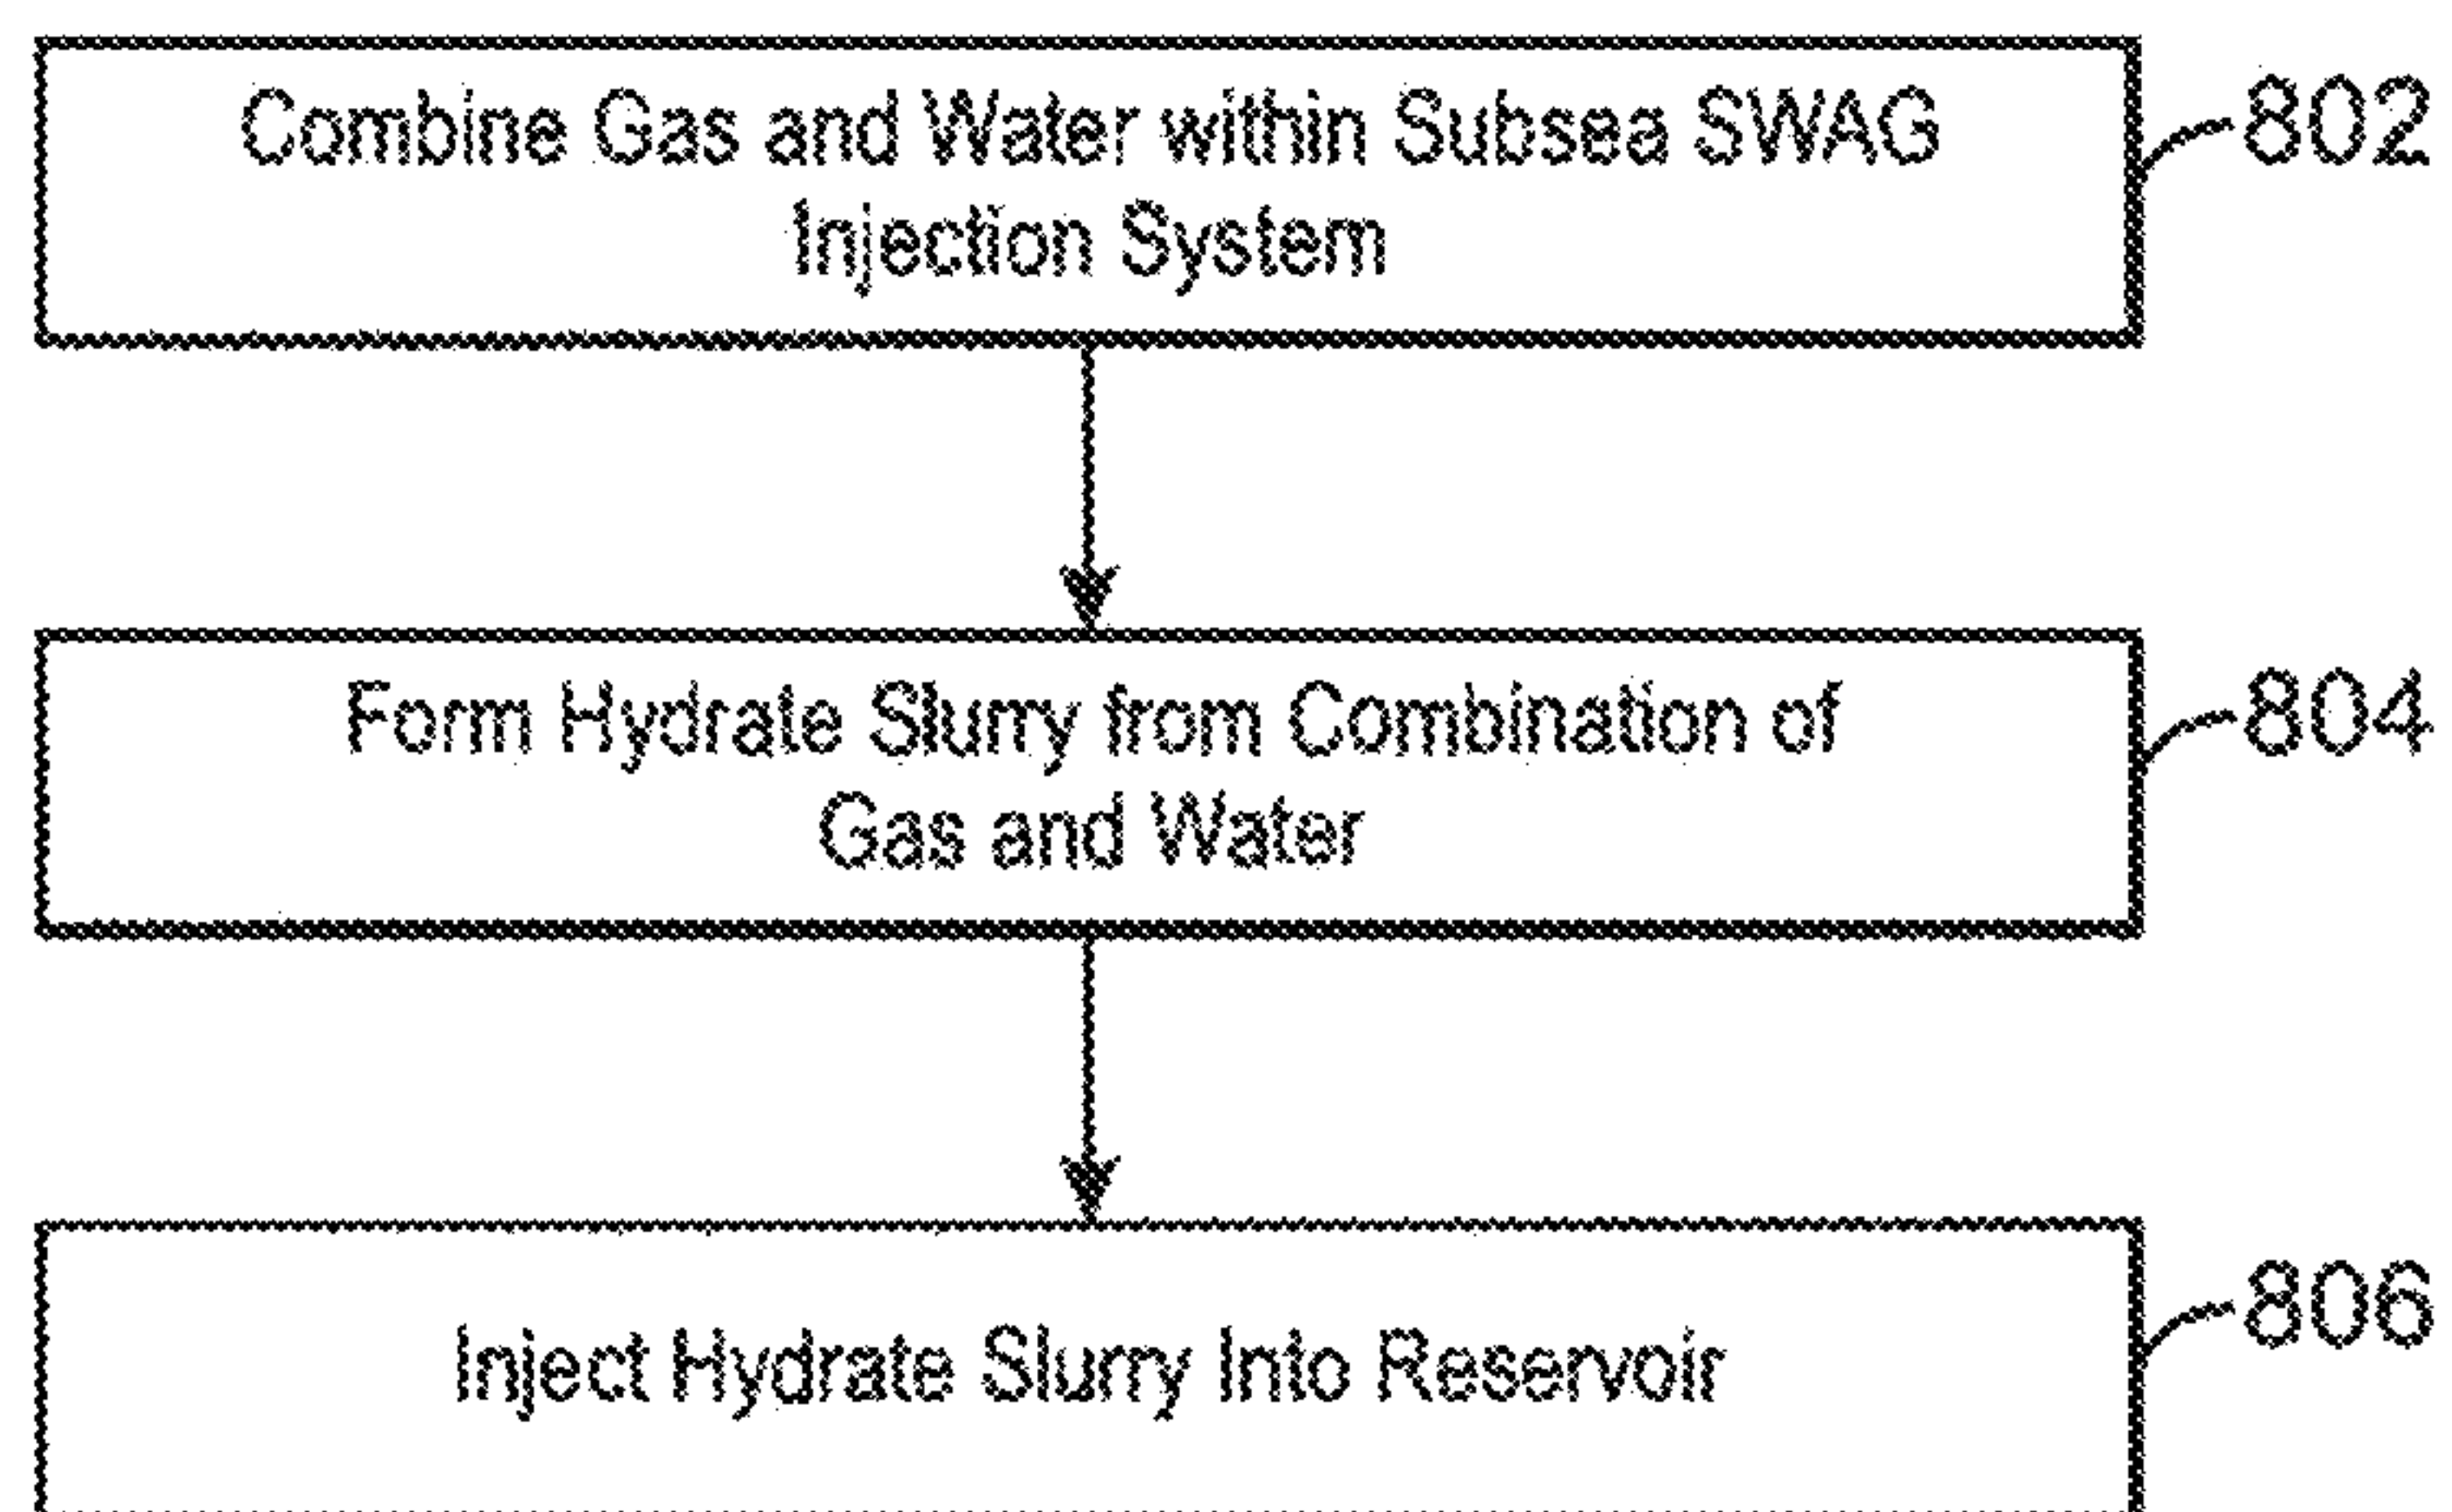 Combine Gas and Water within Subsea SWAG
Injection System
802
Form Hydrate Slurry from Combination of
Gas and Water
804
Inject Hydrate Slurry Into Reservoir
806